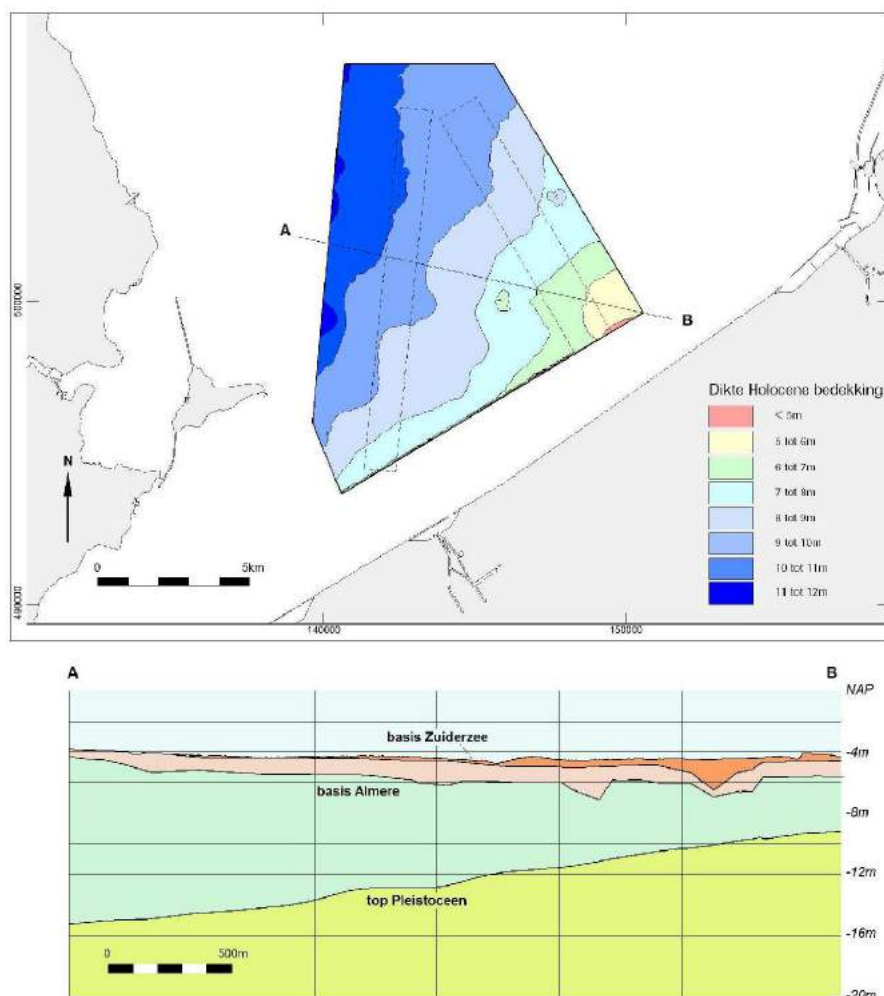 A
B
500000
490000
N
0 5km
140000
150000
Dikte Holocene bedekking
< 5m
5 tot 6m
6 tot 7m
7 tot 8m
8 tot 9m
9 tot 10m
10 tot 11m
11 tot 12m
A B
NAP
basis Zuiderzee
-4m
basis Almere
-8m
-12m
top Pleistoceen
0 500m
-16m
-20m